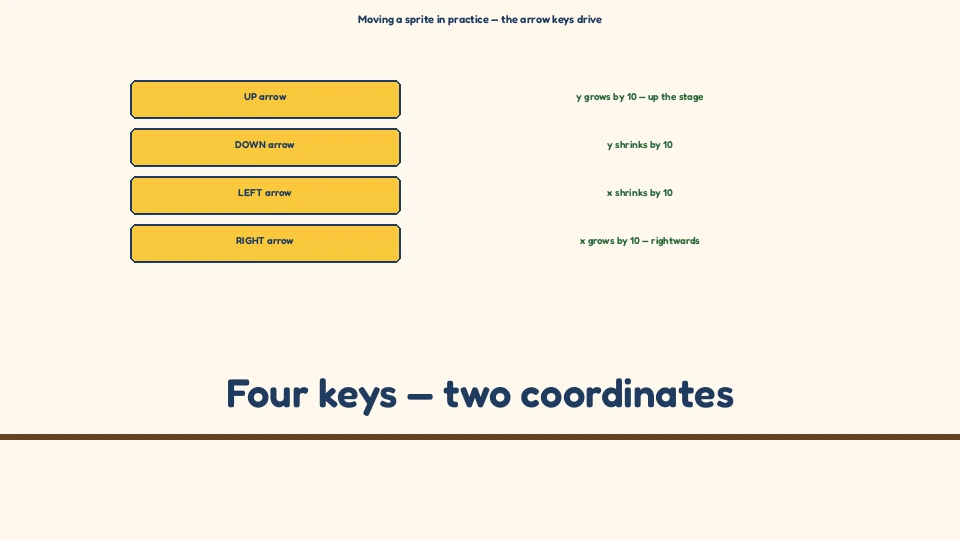 Moving a sprite in practice — the arrow keys drive
UP arrow
y grows by 10 — up the stage
DOWN arrow
y shrinks by 10
LEFT arrow
x shrinks by 10
RIGHT arrow
x grows by 10 — rightwards
Four keys — two coordinates